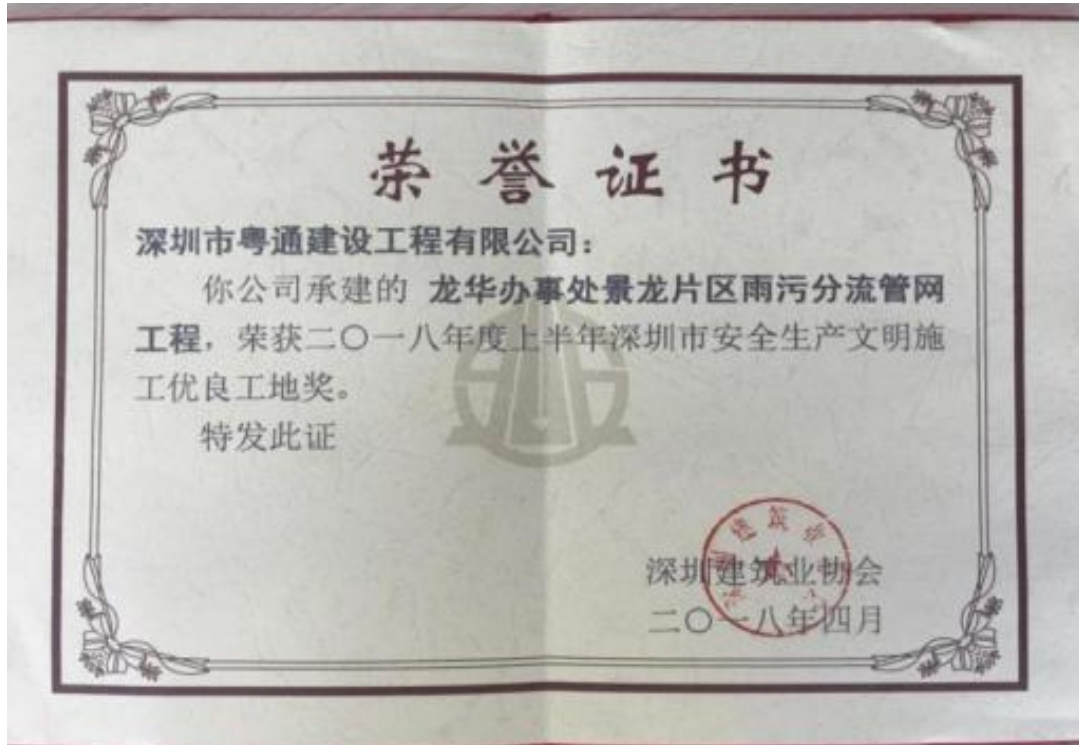 荣誉证书
深圳市粤通建设工程有限公司：
你公司承建的 龙华办事处景龙片区雨污分流管网
工程，荣获二〇一八年度上半年深圳市安全生产文明施
工优良工地奖。
特发此证
深圳建筑业协会
二〇一八年四月